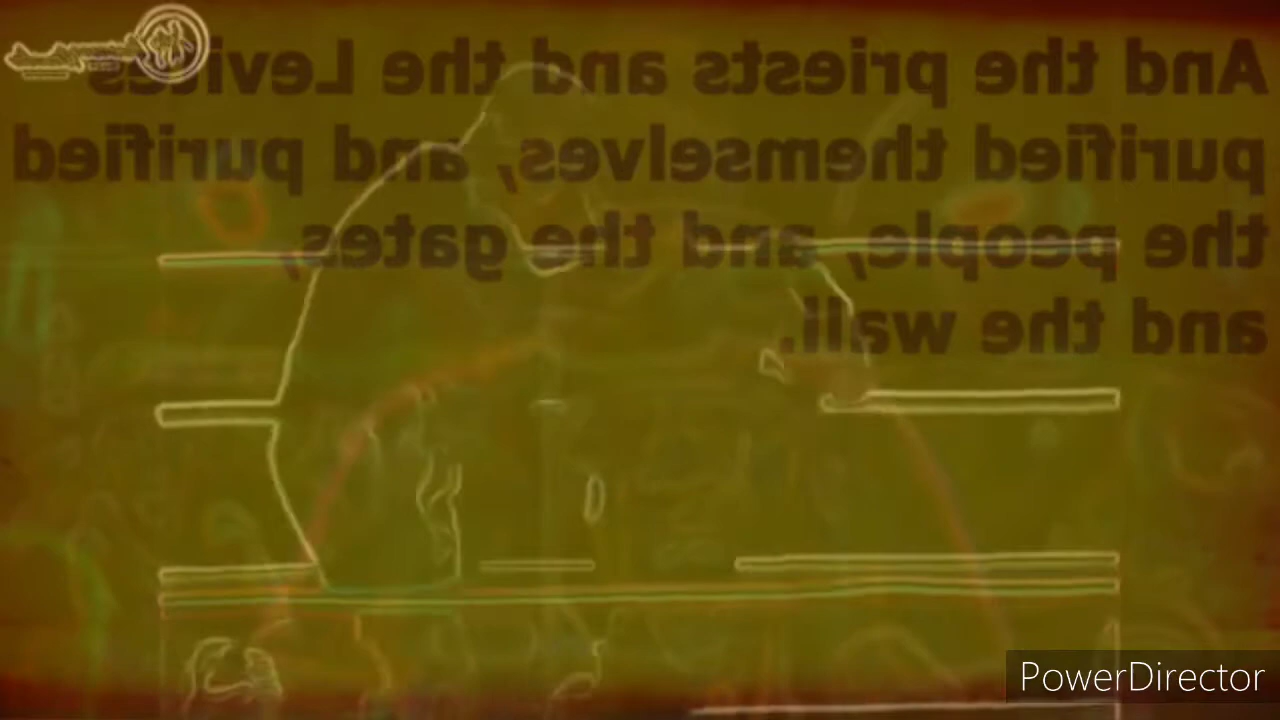 And the priests and the Levites
purified themselves, and purified
the people, and the gates,
and the wall.
PowerDirector